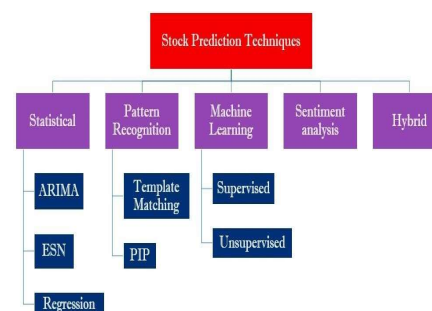 Stock Prediction Techniques
Statistical
Pattern
Recognition
Machine
Learning
Sentiment
analysis
Hybrid
ARIMA
ESN
Regression
Template
Matching
PIP
Supervised
Unsupervised